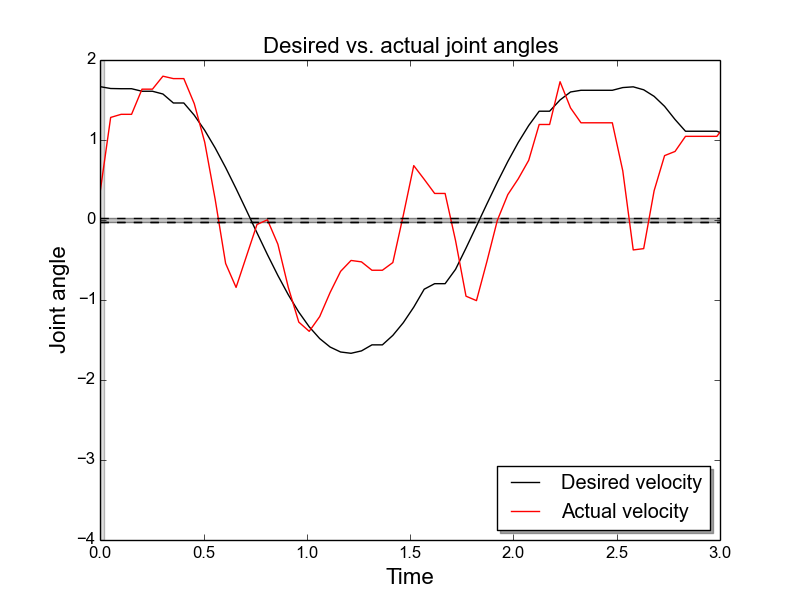 Desired vs. actual joint angles
2
1
0
−1
−2
−3
−4
Joint angle
0.0
0.5
1.0
1.5
2.0
2.5
3.0
Time
Desired velocity
Actual velocity